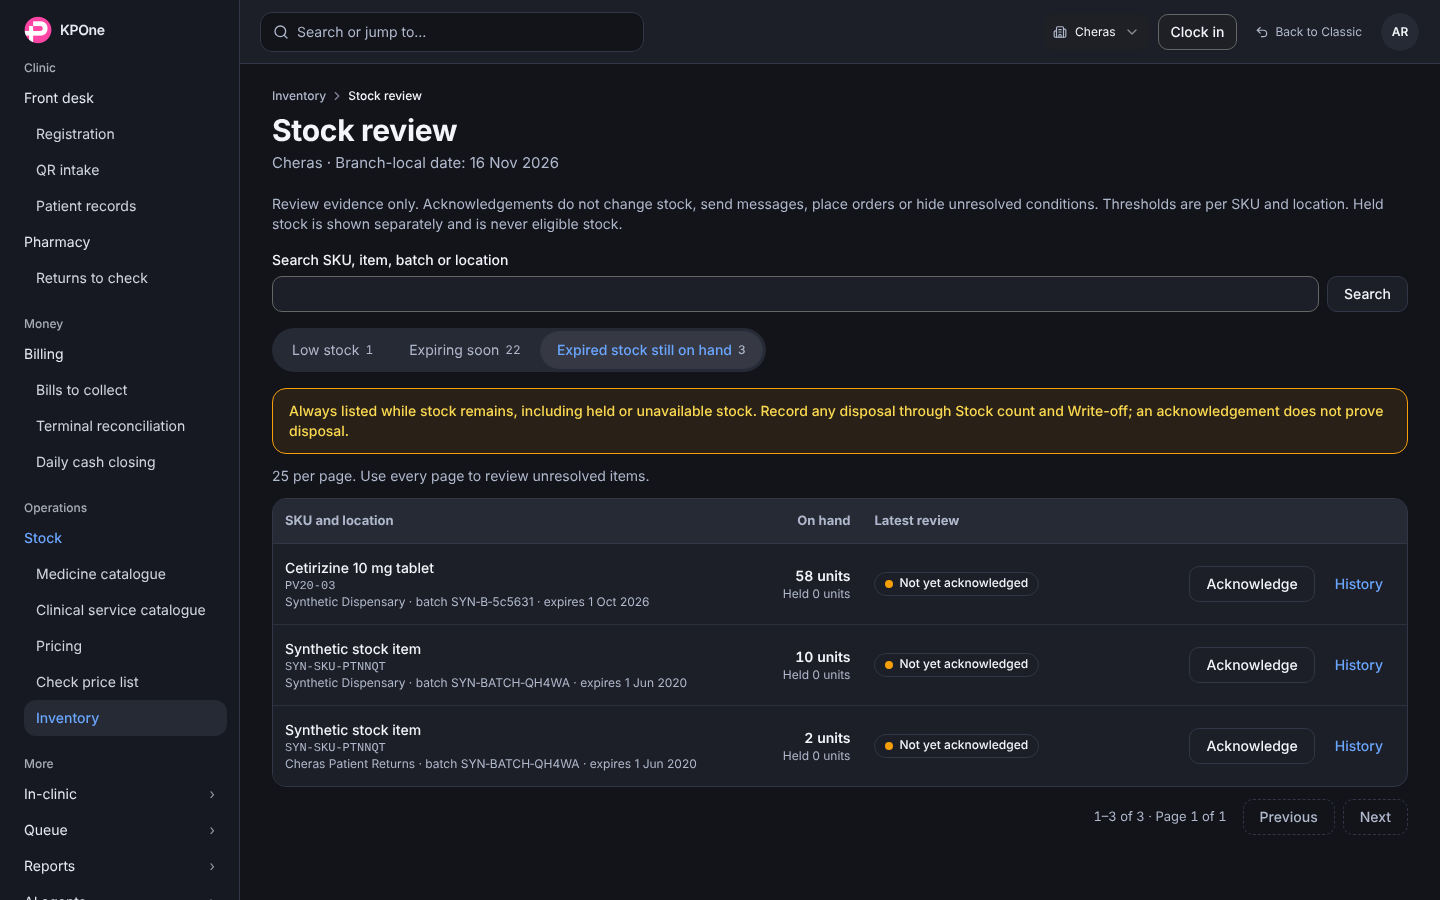 KPOne
Search or jump to...
Cheras
Clock in
Back to Classic
AR
Clinic
Front desk
Registration
QR intake
Patient records
Pharmacy
Returns to check
Money
Billing
Bills to collect
Terminal reconciliation
Daily cash closing
Operations
Stock
Medicine catalogue
Clinical service catalogue
Pricing
Check price list
Inventory
More
In-clinic
Queue
Reports
Inventory > Stock review
Stock review
Cheras · Branch-local date: 16 Nov 2026
Review evidence only. Acknowledgements do not change stock, send messages, place orders or hide unresolved conditions. Thresholds are per SKU and location. Held
stock is shown separately and is never eligible stock.
Search SKU, item, batch or location
Search
Low stock 1
Expiring soon 22
Expired stock still on hand 3
Always listed while stock remains, including held or unavailable stock. Record any disposal through Stock count and Write-off; an acknowledgement does not prove
disposal.
25 per page. Use every page to review unresolved items.
SKU and location On hand Latest review
Cetirizine 10 mg tablet
PV20-03
Synthetic Dispensary · batch SYN-B-5c5631 · expires 1 Oct 2026
58 units
Held 0 units
Not yet acknowledged
Acknowledge
History
Synthetic stock item
SYN-SKU-PTNNQT
Synthetic Dispensary · batch SYN-BATCH-QH4WA · expires 1 Jun 2020
10 units
Held 0 units
Not yet acknowledged
Acknowledge
History
Synthetic stock item
SYN-SKU-PTNNQT
Cheras Patient Returns · batch SYN-BATCH-QH4WA · expires 1 Jun 2020
2 units
Held 0 units
Not yet acknowledged
Acknowledge
History
1–3 of 3 · Page 1 of 1
Previous
Next